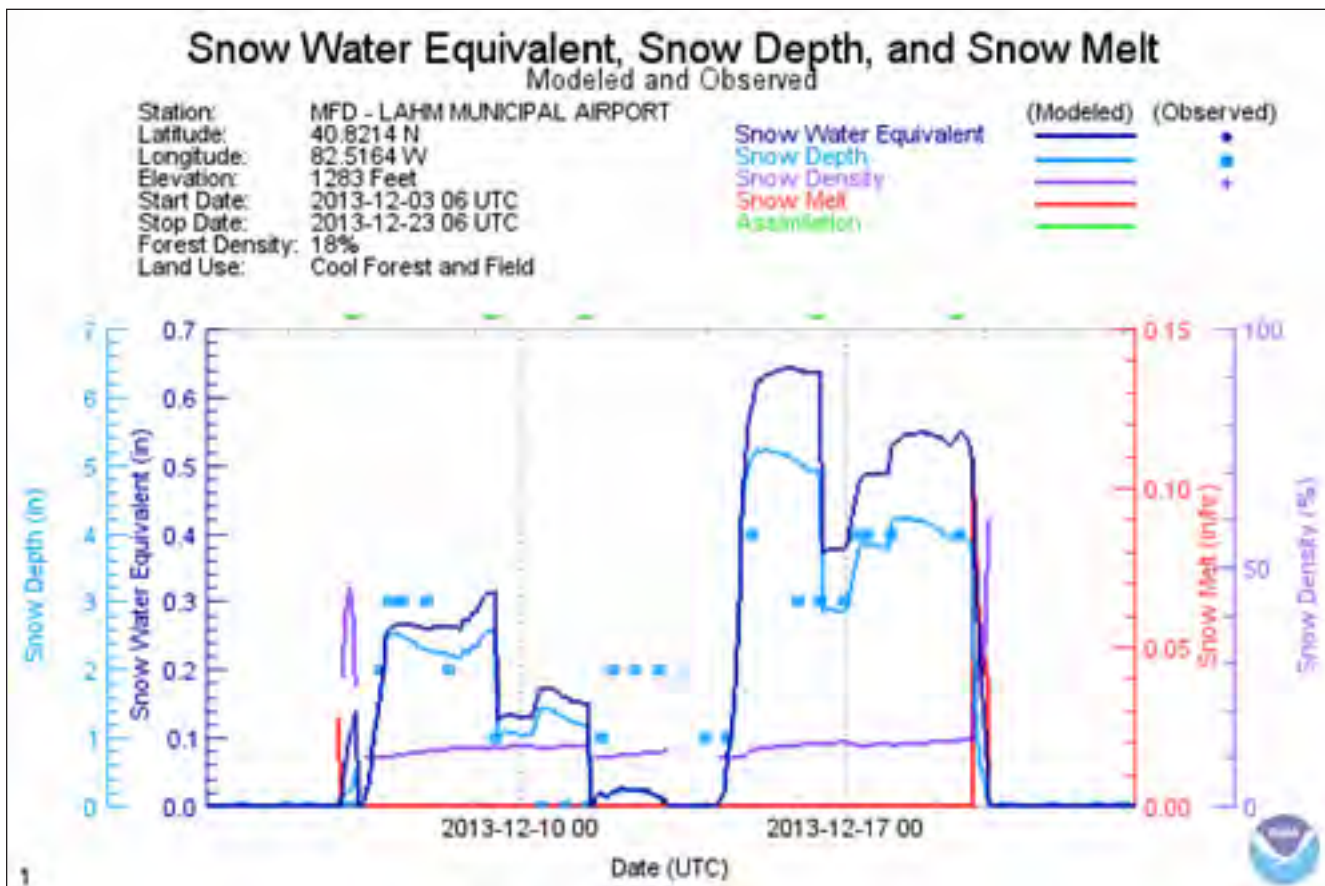 Snow Water Equivalent, Snow Depth, and Snow Melt
Modeled and Observed
Station: MFD - LAHM MUNICIPAL AIRPORT
Latitude: 40.8214 N
Longitude: 82.5164 W
Elevation: 1283 Feet
Start Date: 2013-12-03 06 UTC
Stop Date: 2013-12-23 06 UTC
Forest Density: 18%
Land Use: Cool Forest and Field
(Modeled) (Observed)
Snow Water Equivalent
Snow Depth
Snow Density
Snow Melt
Assimilation
Snow Depth (in)
7
6
5
4
3
2
1
0
Snow Water Equivalent (in)
0.7
0.6
0.5
0.4
0.3
0.2
0.1
0.0
0.15
0.10
0.05
0.00
Snow Melt (in/hr)
100
50
0
Snow Density (%)
2013-12-10 00
2013-12-17 00
Date (UTC)
1